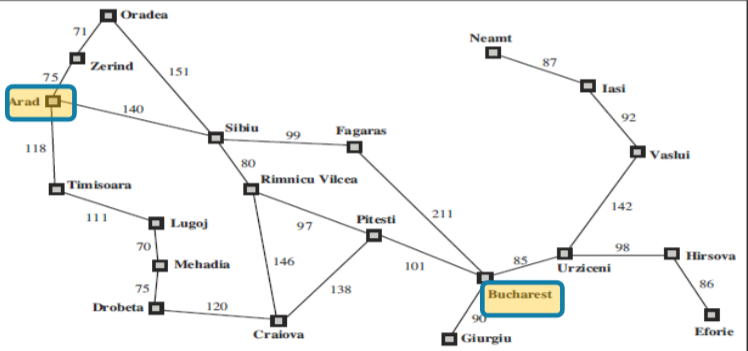 Oradea
71
Neamt
87
Zerind
151
75
Iasi
Arad
140
92
Sibiu
99
Fagaras
118
Vaslui
80
Timisoara
Rimnicu Vilcea
142
111
Lugoj
97
Pitesti
211
98
70
Mehadia
146
101
85
Hirsova
Urziceni
75
138
86
Bucharest
Drobeta
120
90
Craiova
Giurgiu
Eforie